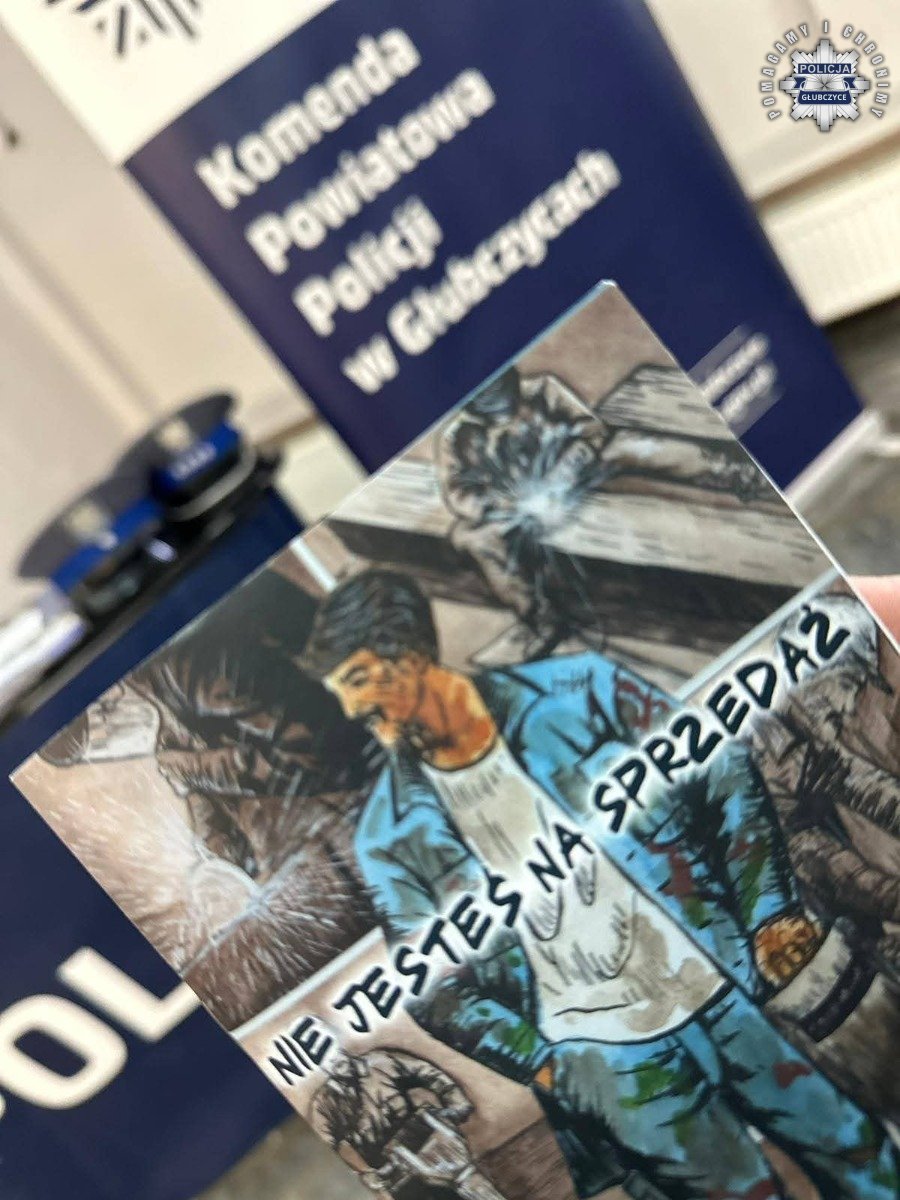 POMAGAMY I CHRONIMY
POLICJA
GŁUBCZYCE
Komenda
Powiatowa
Policji
w Głubczycach
NIE JESTEŚ NA SPRZEDAŻ
POL